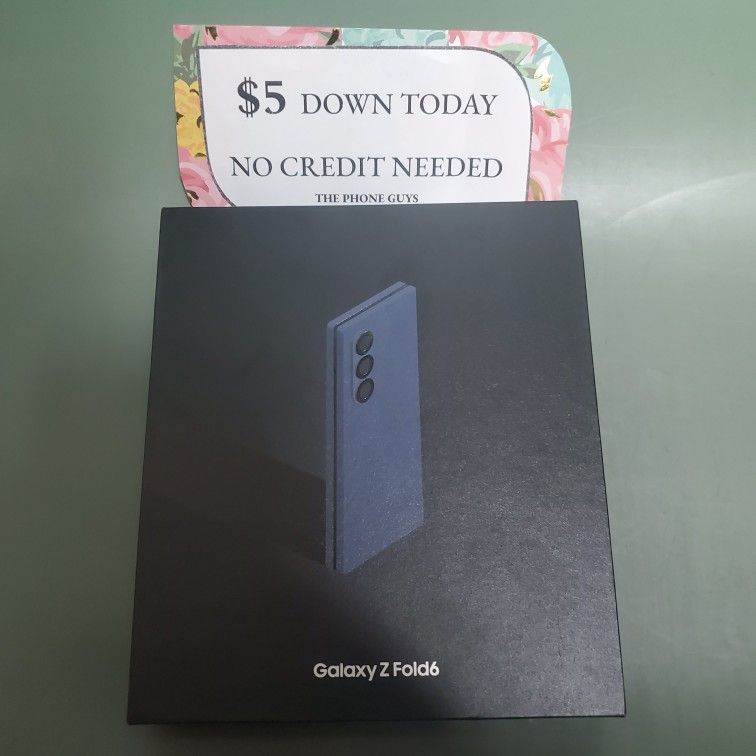 $5 DOWN TODAY
NO CREDIT NEEDED
THE PHONE GUYS
Galaxy Z Fold6